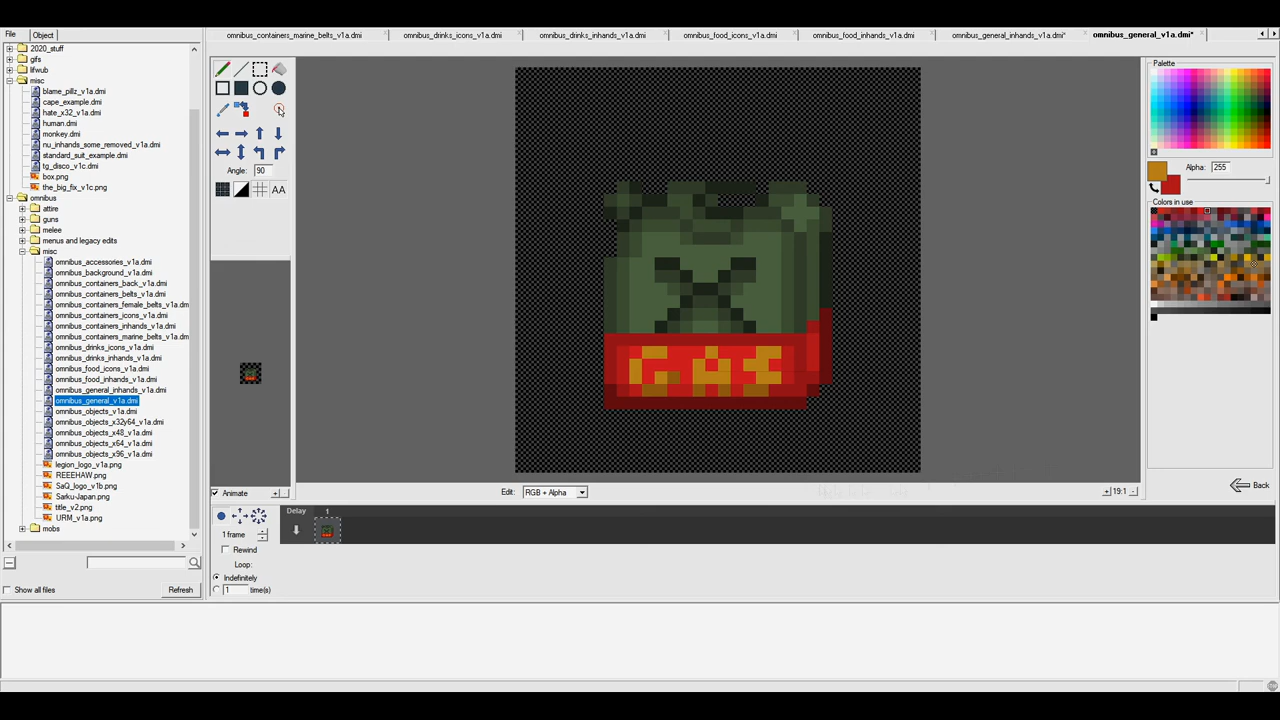 File Object
omnibus_containers_marine_belts_v1a.dmi omnibus_drinks_icons_v1a.dmi omnibus_drinks_inhands_v1a.dmi omnibus_food_icons_v1a.dmi omnibus_food_inhands_v1a.dmi omnibus_general_inhands_v1a.dmi* omnibus_general_v1a.dmi*
2020_stuff
gifs
lifwub
misc
blame_pillz_v1a.dmi
cape_example.dmi
hate_x32_v1a.dmi
human.dmi
monkey.dmi
nu_inhands_some_removed_v1a.dmi
standard_suit_example.dmi
tg_disco_v1c.dmi
box.png
the_big_fix_v1c.png
omnibus
attire
guns
melee
menus and legacy edits
misc
omnibus_accessories_v1a.dmi
omnibus_background_v1a.dmi
omnibus_containers_back_v1a.dmi
omnibus_containers_belts_v1a.dmi
omnibus_containers_female_belts_v1a.dmi
omnibus_containers_icons_v1a.dmi
omnibus_containers_inhands_v1a.dmi
omnibus_containers_marine_belts_v1a.dmi
omnibus_drinks_icons_v1a.dmi
omnibus_drinks_inhands_v1a.dmi
omnibus_food_icons_v1a.dmi
omnibus_food_inhands_v1a.dmi
omnibus_general_inhands_v1a.dmi
omnibus_general_v1a.dmi
omnibus_objects_v1a.dmi
omnibus_objects_x32y64_v1a.dmi
omnibus_objects_x48_v1a.dmi
omnibus_objects_x64_v1a.dmi
omnibus_objects_x96_v1a.dmi
legion_logo_v1a.png
REEEHAW.png
SaQ_logo_v1b.png
Sarku-Japan.png
title_v2.png
URM_v1a.png
mobs
Show all files Refresh
Angle: 90
AA
Animate
GAS
Edit: RGB + Alpha
19:1
Palette
Alpha: 255
Colors in use
Back
Delay 1
1 frame
Rewind
Loop:
Indefinitely
1 time(s)